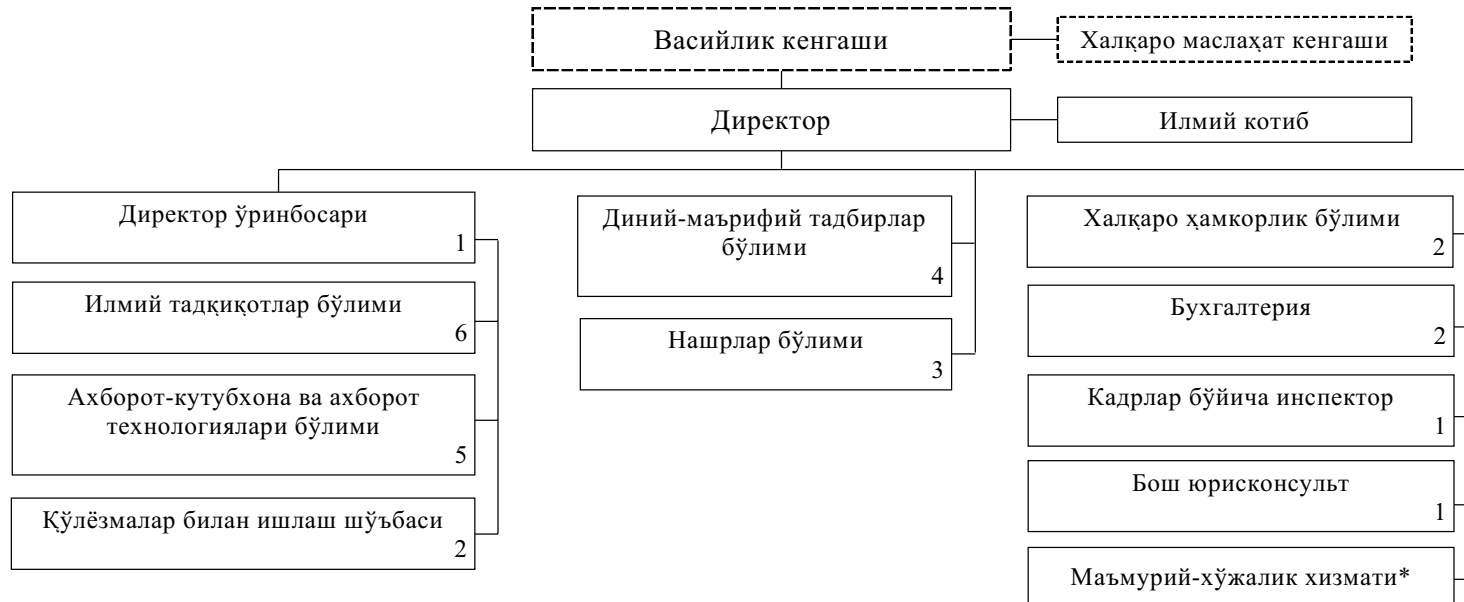 Васийлик кенгаши
Халқаро маслаҳат кенгаши
Директор
Илмий котиб
Директор ўринбосари
1
Илмий тадқиқотлар бўлими
6
Ахборот-кутубхона ва ахборот
технологиялари бўлими
5
Қўлёзмалар билан ишлаш шўъбаси
2
Диний-маърифий тадбирлар
бўлими
4
Нашрлар бўлими
3
Халқаро ҳамкорлик бўлими
2
Бухгалтерия
2
Кадрлар бўйича инспектор
1
Бош юрисконсульт
1
Маъмурий-хўжалик хизмати*